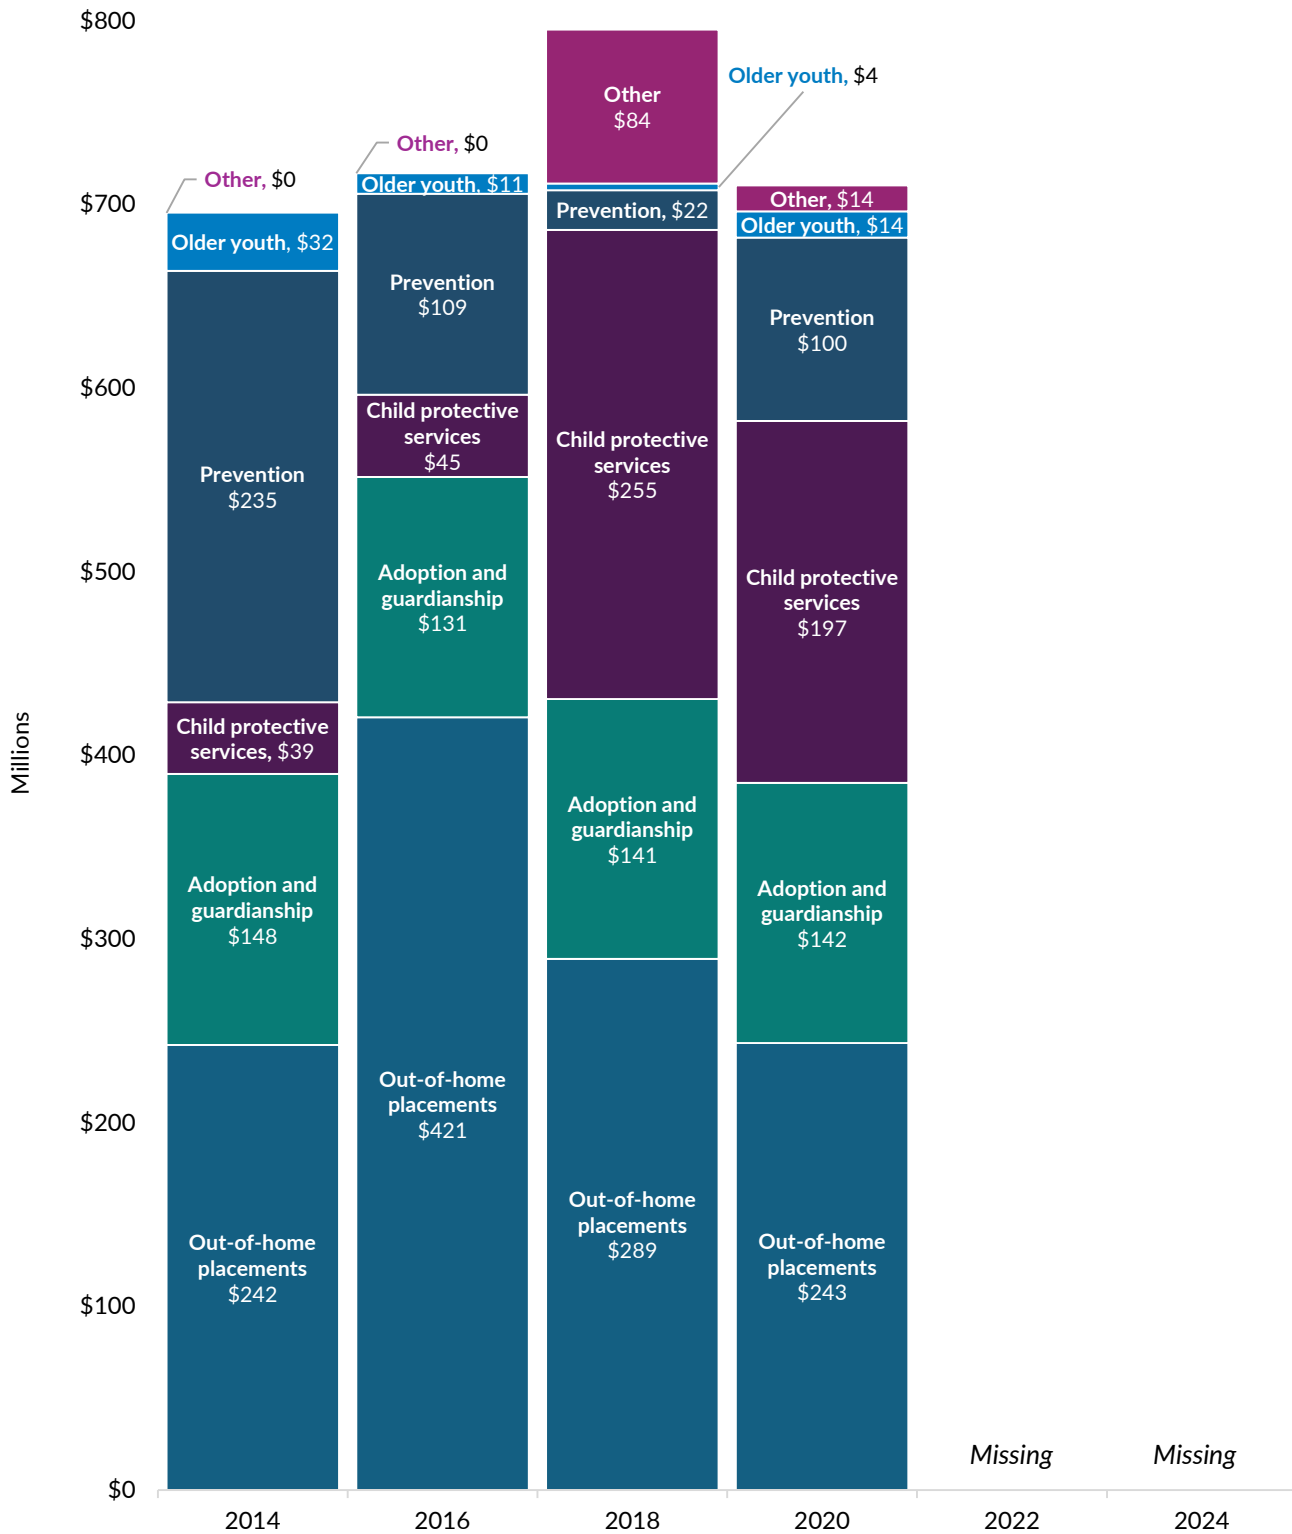 Millions
$800
$700
$600
$500
$400
$300
$200
$100
$0
Other, $0
Older youth, $32
Prevention
$235
Child protective
services, $39
Adoption and
guardianship
$148
Out-of-home
placements
$242
Other, $0
Older youth, $11
Prevention
$109
Child protective
services
$45
Adoption and
guardianship
$131
Out-of-home
placements
$421
Other
$84
Older youth, $4
Prevention, $22
Child protective
services
$255
Adoption and
guardianship
$141
Out-of-home
placements
$289
Other, $14
Older youth, $14
Prevention
$100
Child protective
services
$197
Adoption and
guardianship
$142
Out-of-home
placements
$243
Missing
Missing
2014
2016
2018
2020
2022
2024